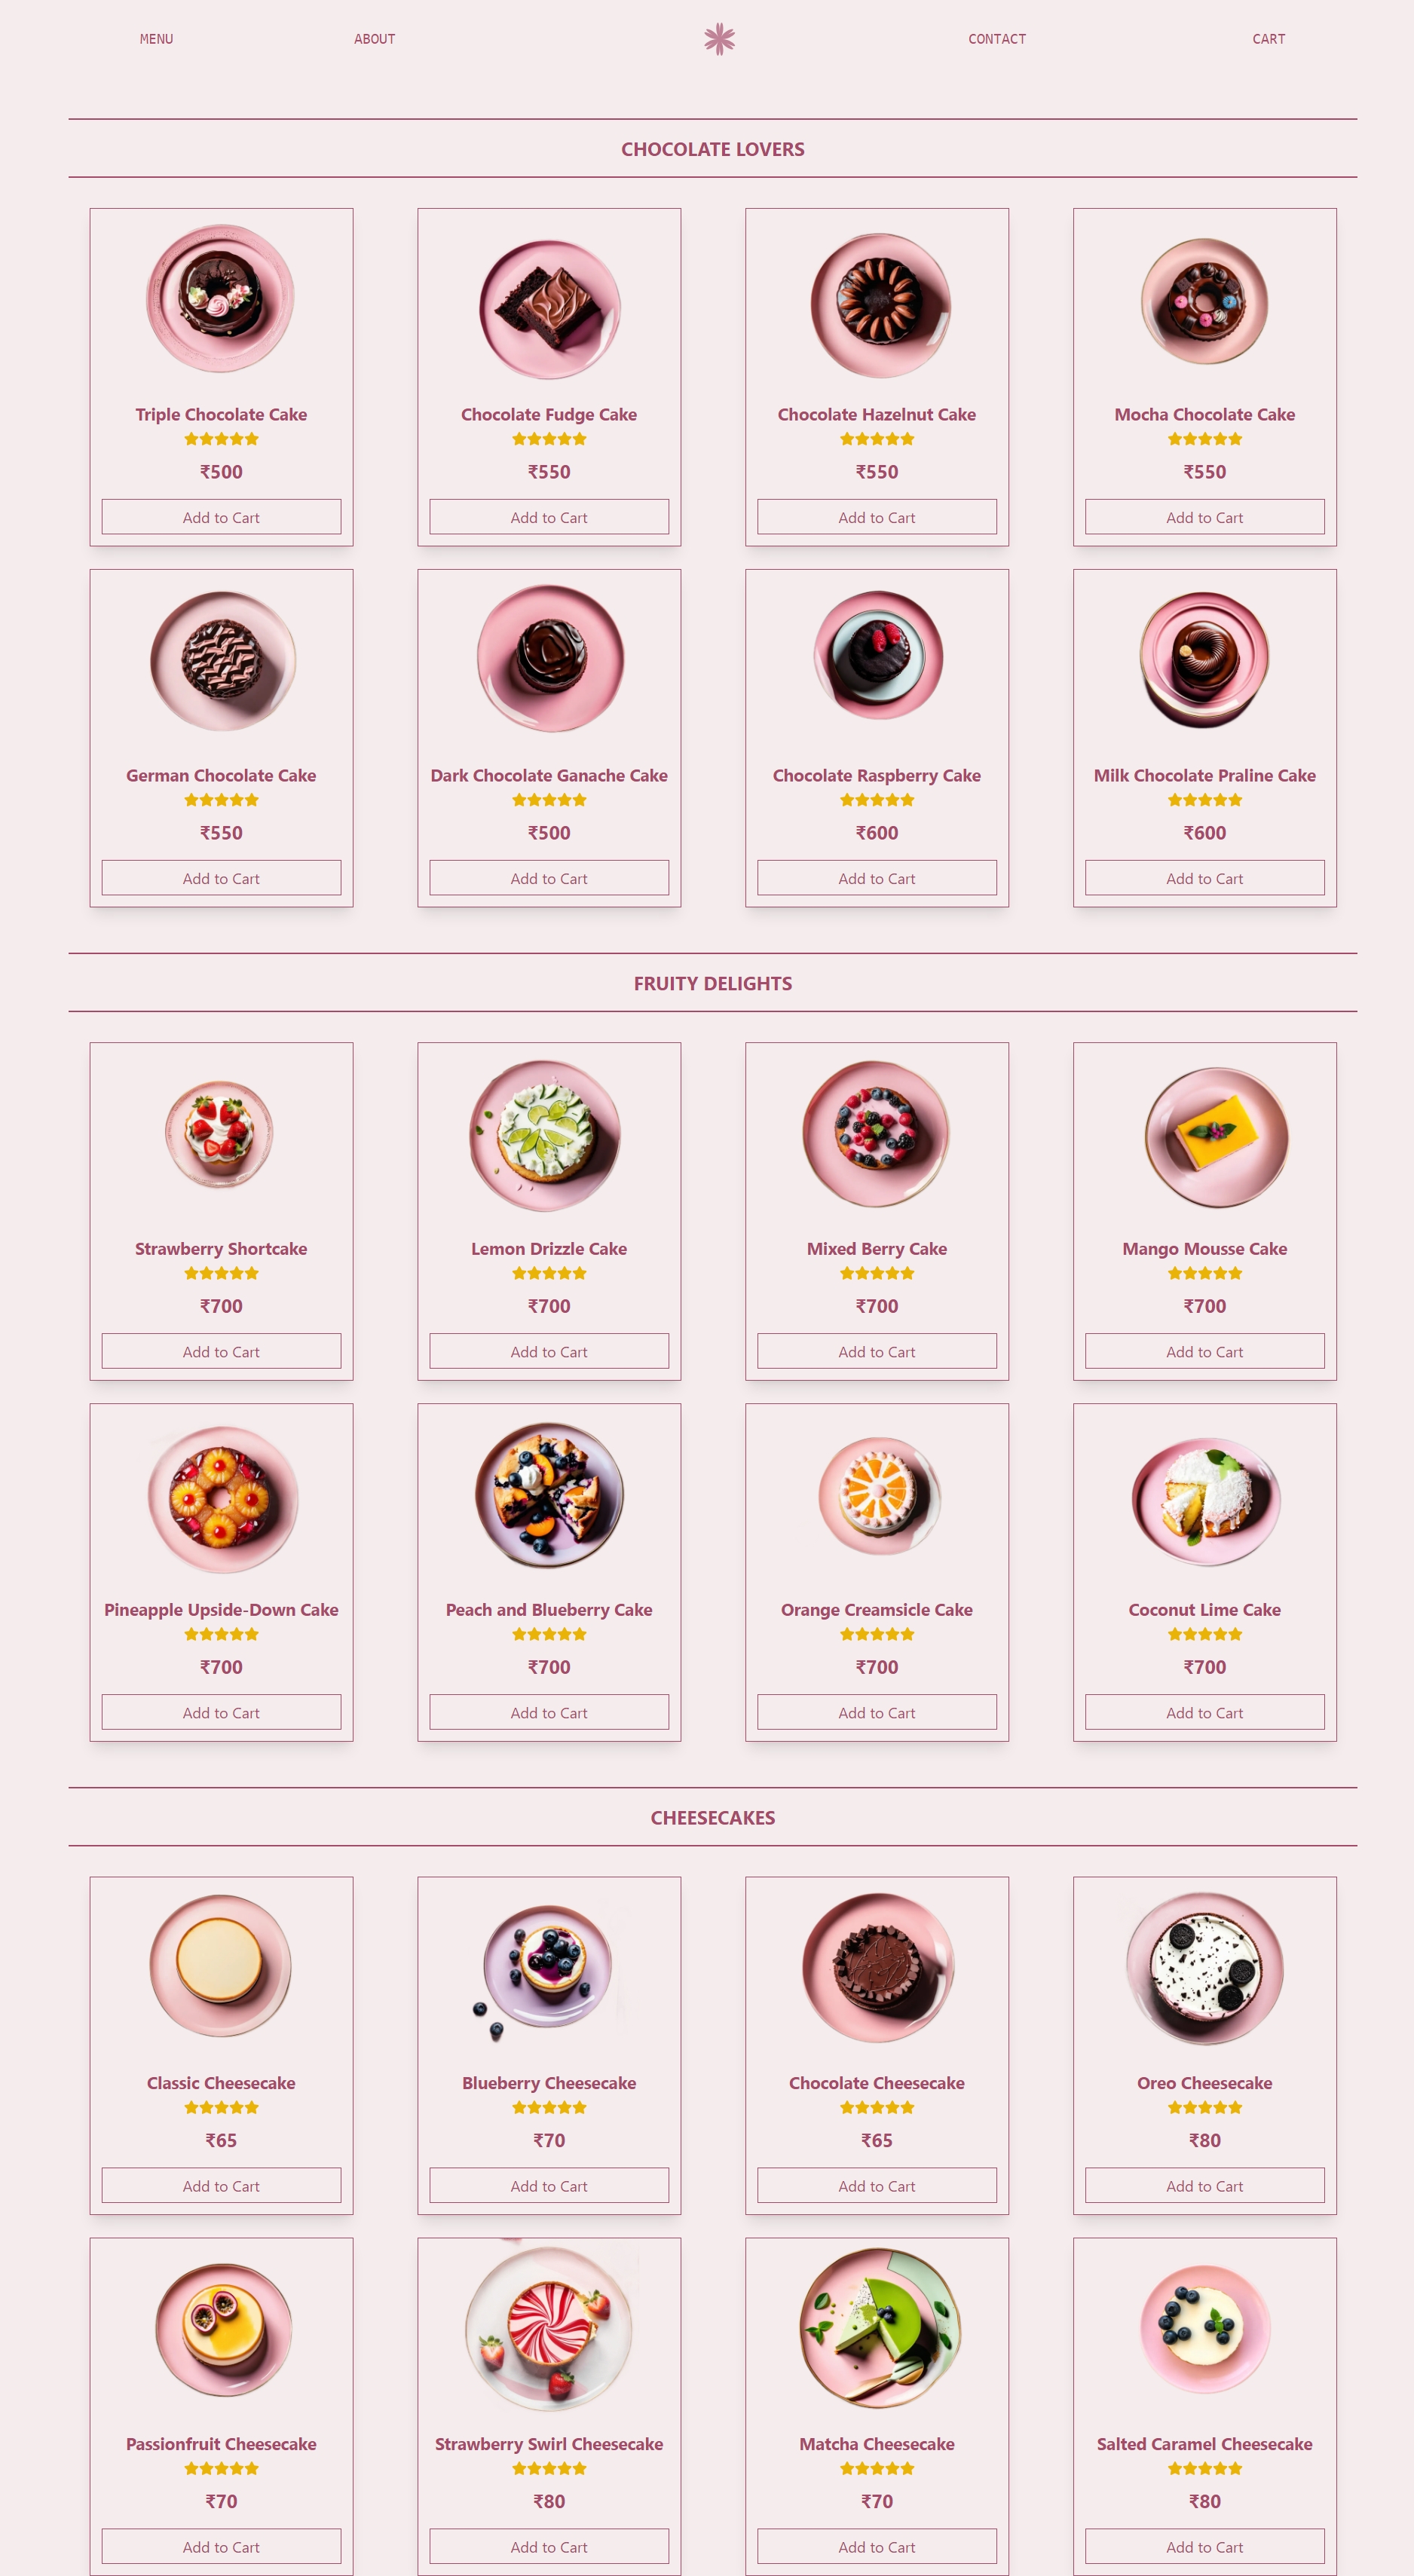 MENU ABOUT CONTACT CART
CHOCOLATE LOVERS
Triple Chocolate Cake Chocolate Fudge Cake Chocolate Hazelnut Cake Mocha Chocolate Cake
₹500 ₹550 ₹550 ₹550
Add to Cart Add to Cart Add to Cart Add to Cart
German Chocolate Cake Dark Chocolate Ganache Cake Chocolate Raspberry Cake Milk Chocolate Praline Cake
₹550 ₹500 ₹600 ₹600
Add to Cart Add to Cart Add to Cart Add to Cart
FRUITY DELIGHTS
Strawberry Shortcake Lemon Drizzle Cake Mixed Berry Cake Mango Mousse Cake
₹700 ₹700 ₹700 ₹700
Add to Cart Add to Cart Add to Cart Add to Cart
Pineapple Upside-Down Cake Peach and Blueberry Cake Orange Creamsicle Cake Coconut Lime Cake
₹700 ₹700 ₹700 ₹700
Add to Cart Add to Cart Add to Cart Add to Cart
CHEESECAKES
Classic Cheesecake Blueberry Cheesecake Chocolate Cheesecake Oreo Cheesecake
₹65 ₹70 ₹65 ₹80
Add to Cart Add to Cart Add to Cart Add to Cart
Passionfruit Cheesecake Strawberry Swirl Cheesecake Matcha Cheesecake Salted Caramel Cheesecake
₹70 ₹80 ₹70 ₹80
Add to Cart Add to Cart Add to Cart Add to Cart